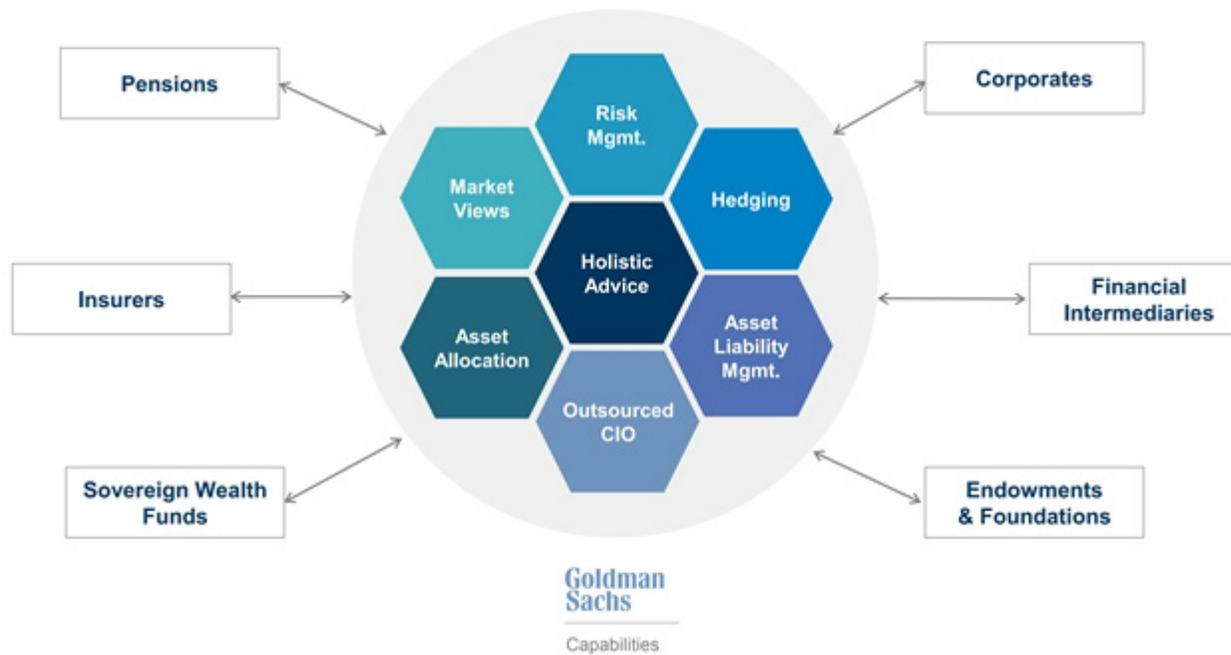 Pensions
Corporates
Risk
Mgmt.
Market
Views
Hedging
Holistic
Advice
Insurers
Financial
Intermediaries
Asset
Allocation
Asset
Liability
Mgmt.
Outsourced
CIO
Sovereign Wealth
Funds
Endowments
& Foundations
Goldman
Sachs
Capabilities